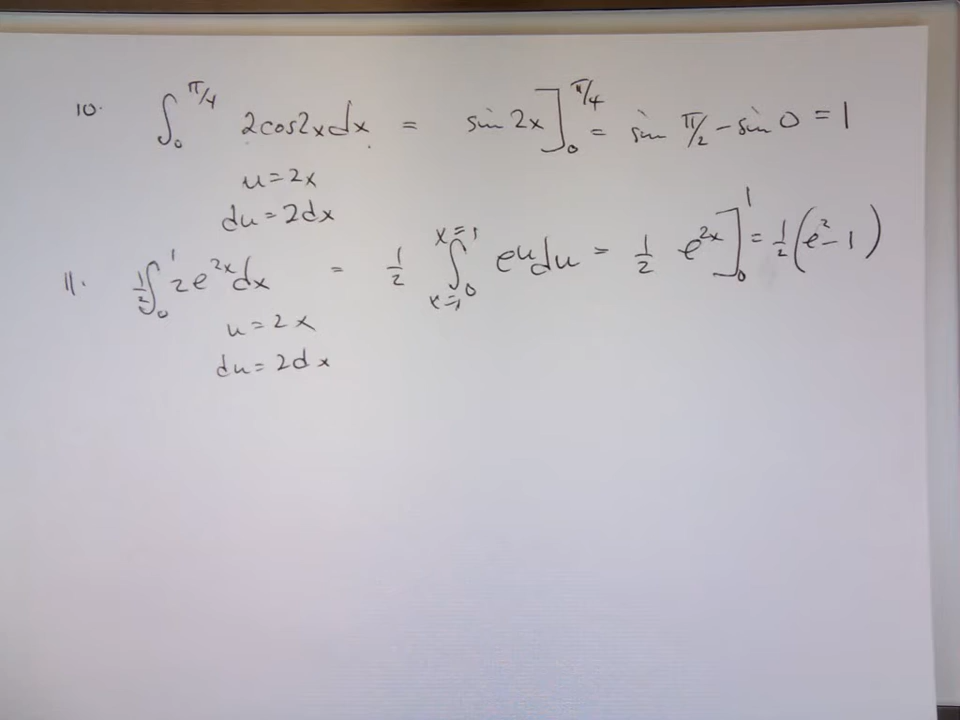 10. ∫₀^{π/4} 2cos2xdx = sin 2x]₀^{π/4} = sin π/2 - sin 0 = 1
u = 2x
du = 2dx
11. ½∫₀¹ 2e^{2x}dx = ½ ∫_{x=0}^{x=1} e^u du = ½ e^{2x}]₀¹ = ½(e² - 1)
u = 2x
du = 2dx